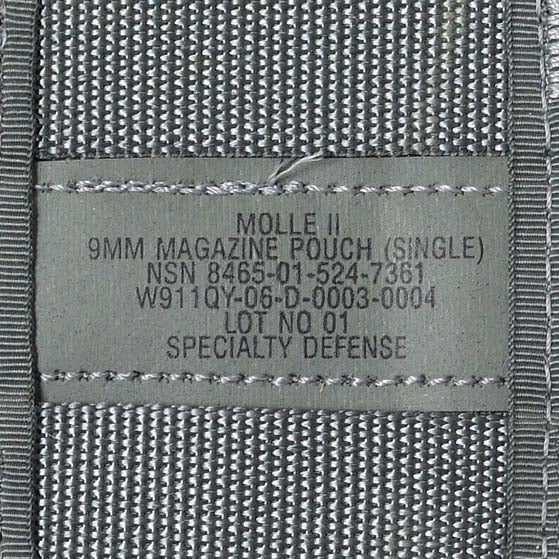 MOLLE II
9MM MAGAZINE POUCH (SINGLE)
NSN 8465-01-524-7361
W911QY-06-D-0003-0004
LOT NO 01
SPECIALTY DEFENSE